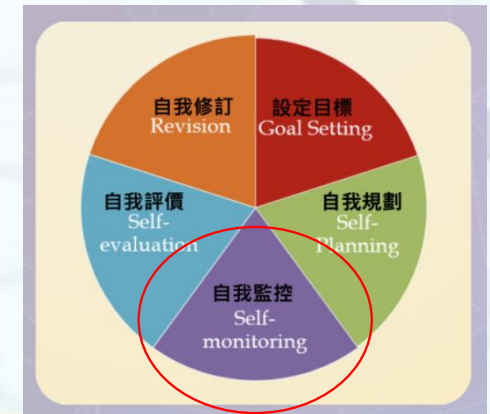 自我修訂
Revision
設定目標
Goal Setting
自我規劃
Self-
Planning
自我監控
Self-
monitoring
自我評價
Self-
evaluation